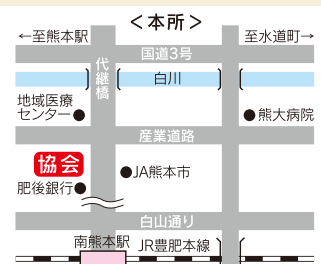 ＜本所＞
←至熊本駅
至水道町→
国道3号
代継橋
白川
地域医療
センター●
●熊大病院
産業道路
協会
●JA熊本市
肥後銀行●
白山通り
南熊本駅
JR豊肥本線